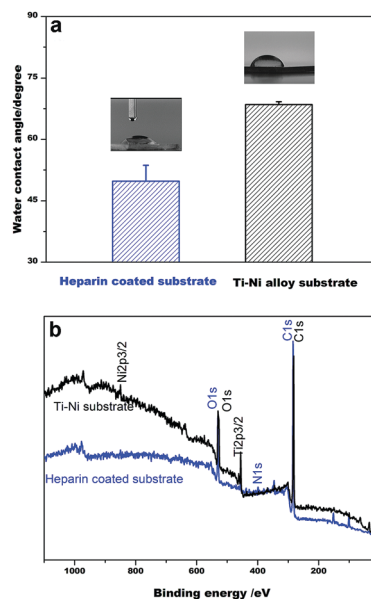 a
Water contact angle/degree
90
75
60
45
30
Heparin coated substrate
Ti-Ni alloy substrate
b
Ni2p3/2
Ti-Ni substrate
Heparin coated substrate
O1s
O1s
Ti2p3/2
N1s
C1s
C1s
1000
800
600
400
200
Binding energy /eV